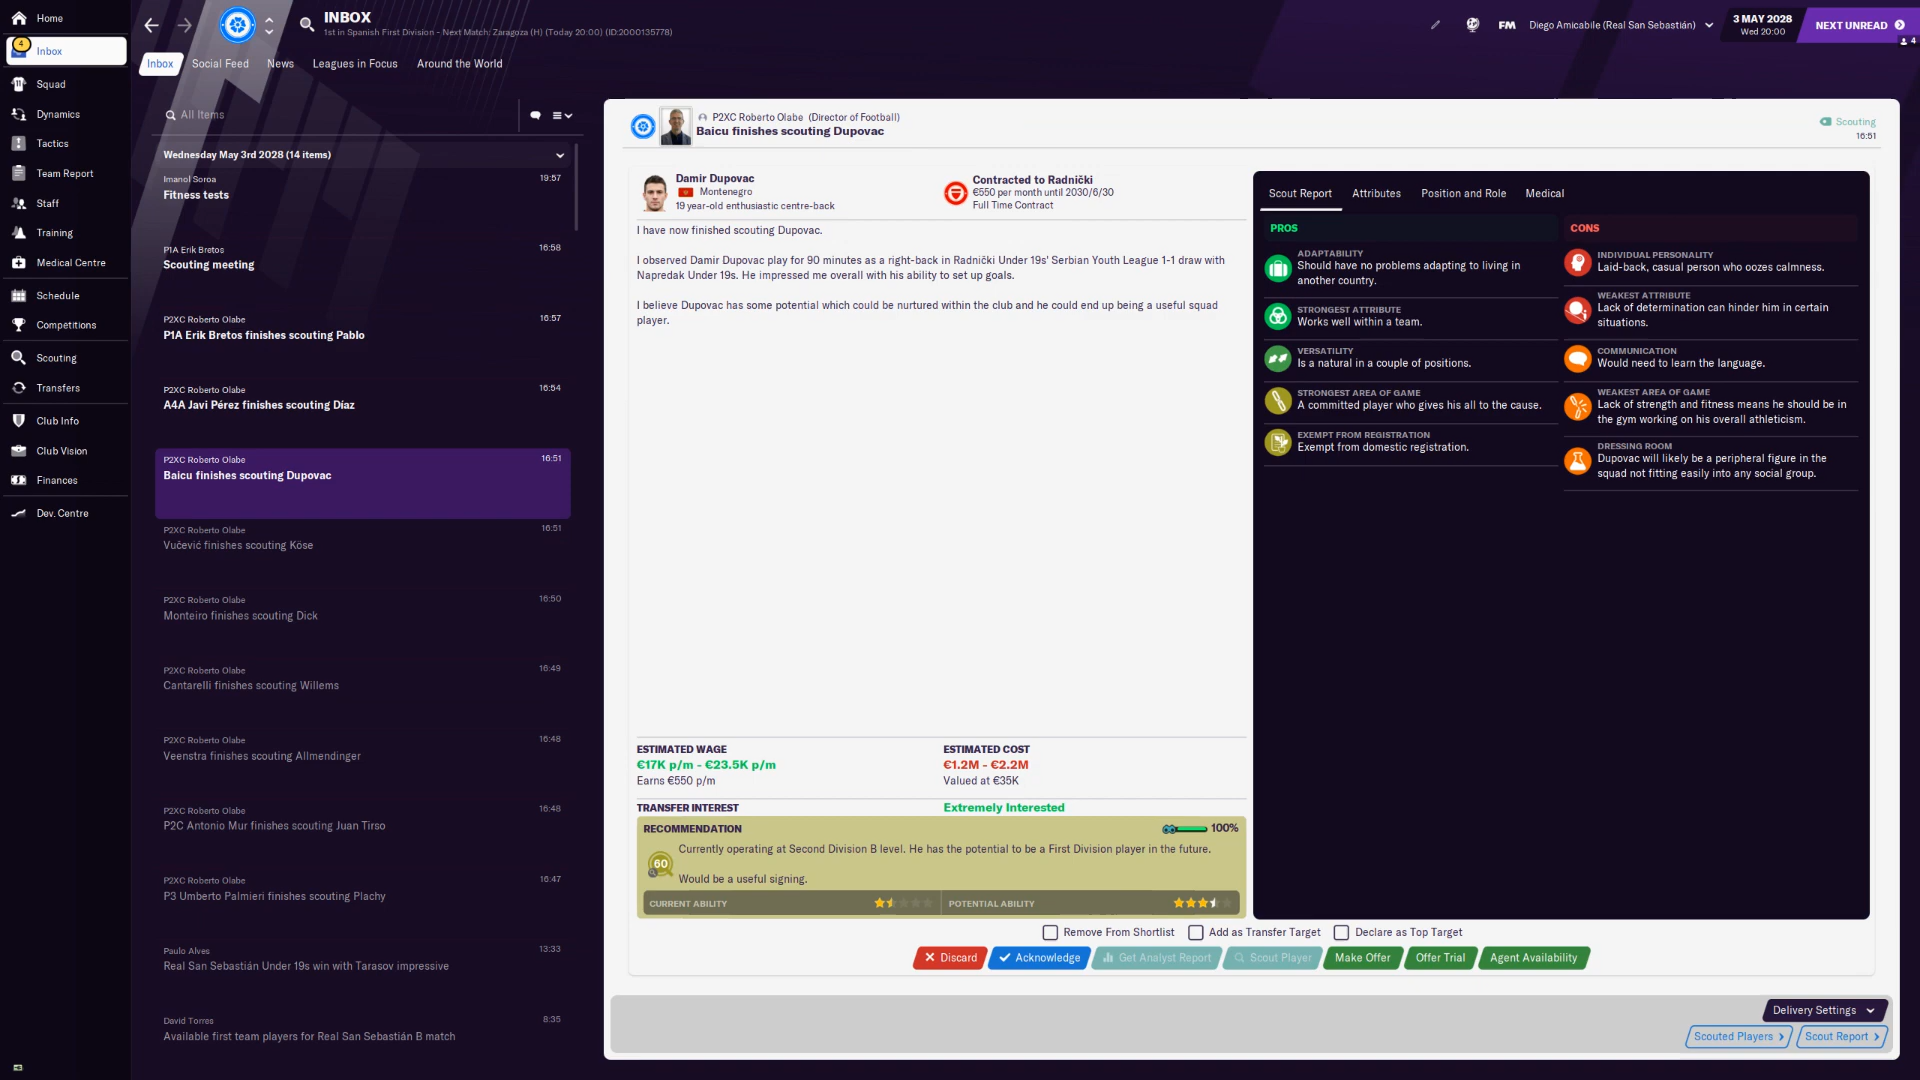 Home
4
Inbox
Squad
Dynamics
Tactics
Team Report
Staff
Training
Medical Centre
Schedule
Competitions
Scouting
Transfers
Club Info
Club Vision
Finances
Dev. Centre
INBOX
1st in Spanish First Division - Next Match: Zaragoza (H) (Today 20:00) (ID:2000135778)
FM
Diego Amicabile (Real San Sebastián)
3 MAY 2028
Wed 20:00
NEXT UNREAD
4
Inbox
Social Feed
News
Leagues in Focus
Around the World
All Items
Wednesday May 3rd 2028 (14 items)
Imanol Soroa
19:57
Fitness tests
P1A Erik Bretos
16:58
Scouting meeting
P2XC Roberto Olabe
16:57
P1A Erik Bretos finishes scouting Pablo
P2XC Roberto Olabe
16:54
A4A Javi Pérez finishes scouting Díaz
P2XC Roberto Olabe
16:51
Baicu finishes scouting Dupovac
P2XC Roberto Olabe
16:51
Vučević finishes scouting Köse
P2XC Roberto Olabe
16:50
Monteiro finishes scouting Dick
P2XC Roberto Olabe
16:49
Cantarelli finishes scouting Willems
P2XC Roberto Olabe
16:48
Veenstra finishes scouting Allmendinger
P2XC Roberto Olabe
16:48
P2C Antonio Mur finishes scouting Juan Tirso
P2XC Roberto Olabe
16:47
P3 Umberto Palmieri finishes scouting Plachy
Paulo Alves
13:33
Real San Sebastián Under 19s win with Tarasov impressive
David Torres
8:35
Available first team players for Real San Sebastián B match
P2XC Roberto Olabe (Director of Football)
Baicu finishes scouting Dupovac
Scouting
16:51
Damir Dupovac
Montenegro
19 year-old enthusiastic centre-back
Contracted to Radnički
€550 per month until 2030/6/30
Full Time Contract
I have now finished scouting Dupovac.
I observed Damir Dupovac play for 90 minutes as a right-back in Radnički Under 19s' Serbian Youth League 1-1 draw with
Napredak Under 19s. He impressed me overall with his ability to set up goals.
I believe Dupovac has some potential which could be nurtured within the club and he could end up being a useful squad
player.
ESTIMATED WAGE
€17K p/m - €23.5K p/m
Earns €550 p/m
ESTIMATED COST
€1.2M - €2.2M
Valued at €35K
TRANSFER INTEREST
Extremely Interested
RECOMMENDATION
100%
60
Currently operating at Second Division B level. He has the potential to be a First Division player in the future.
Would be a useful signing.
CURRENT ABILITY
POTENTIAL ABILITY
Scout Report
Attributes
Position and Role
Medical
PROS
ADAPTABILITY
Should have no problems adapting to living in
another country.
STRONGEST ATTRIBUTE
Works well within a team.
VERSATILITY
Is a natural in a couple of positions.
STRONGEST AREA OF GAME
A committed player who gives his all to the cause.
EXEMPT FROM REGISTRATION
Exempt from domestic registration.
CONS
INDIVIDUAL PERSONALITY
Laid-back, casual person who oozes calmness.
WEAKEST ATTRIBUTE
Lack of determination can hinder him in certain
situations.
COMMUNICATION
Would need to learn the language.
WEAKEST AREA OF GAME
Lack of strength and fitness means he should be in
the gym working on his overall athleticism.
DRESSING ROOM
Dupovac will likely be a peripheral figure in the
squad not fitting easily into any social group.
Remove From Shortlist
Add as Transfer Target
Declare as Top Target
Discard
Acknowledge
Get Analyst Report
Scout Player
Make Offer
Offer Trial
Agent Availability
Delivery Settings
Scouted Players
Scout Report